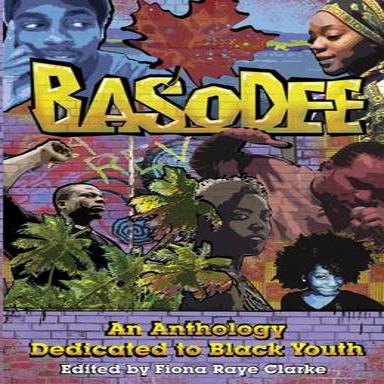 BASODEE
An Anthology
Dedicated to Black Youth
Edited by Fiona Raye Clarke